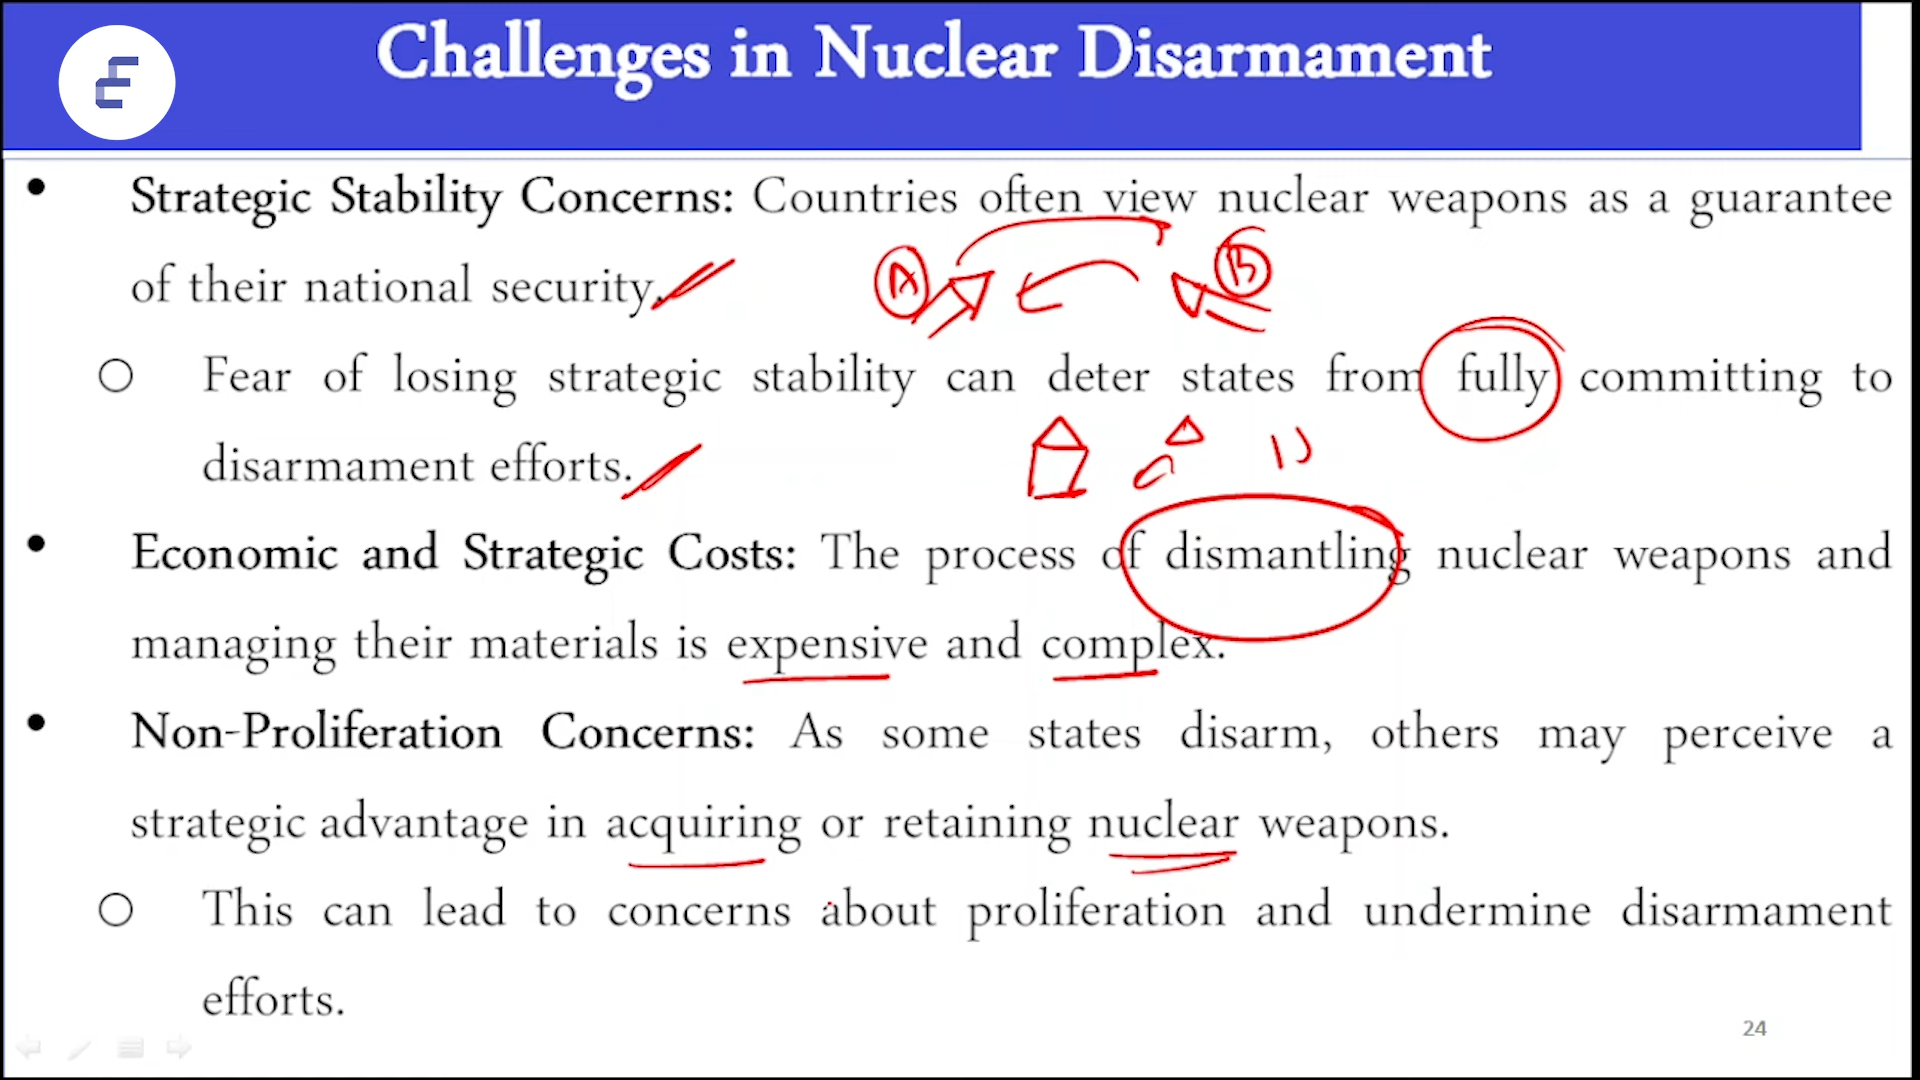 Challenges in Nuclear Disarmament
• Strategic Stability Concerns: Countries often view nuclear weapons as a guarantee
of their national security.
A B
○ Fear of losing strategic stability can deter states from fully committing to
disarmament efforts.
• Economic and Strategic Costs: The process of dismantling nuclear weapons and
managing their materials is expensive and complex.
• Non-Proliferation Concerns: As some states disarm, others may perceive a
strategic advantage in acquiring or retaining nuclear weapons.
○ This can lead to concerns about proliferation and undermine disarmament
efforts.
24